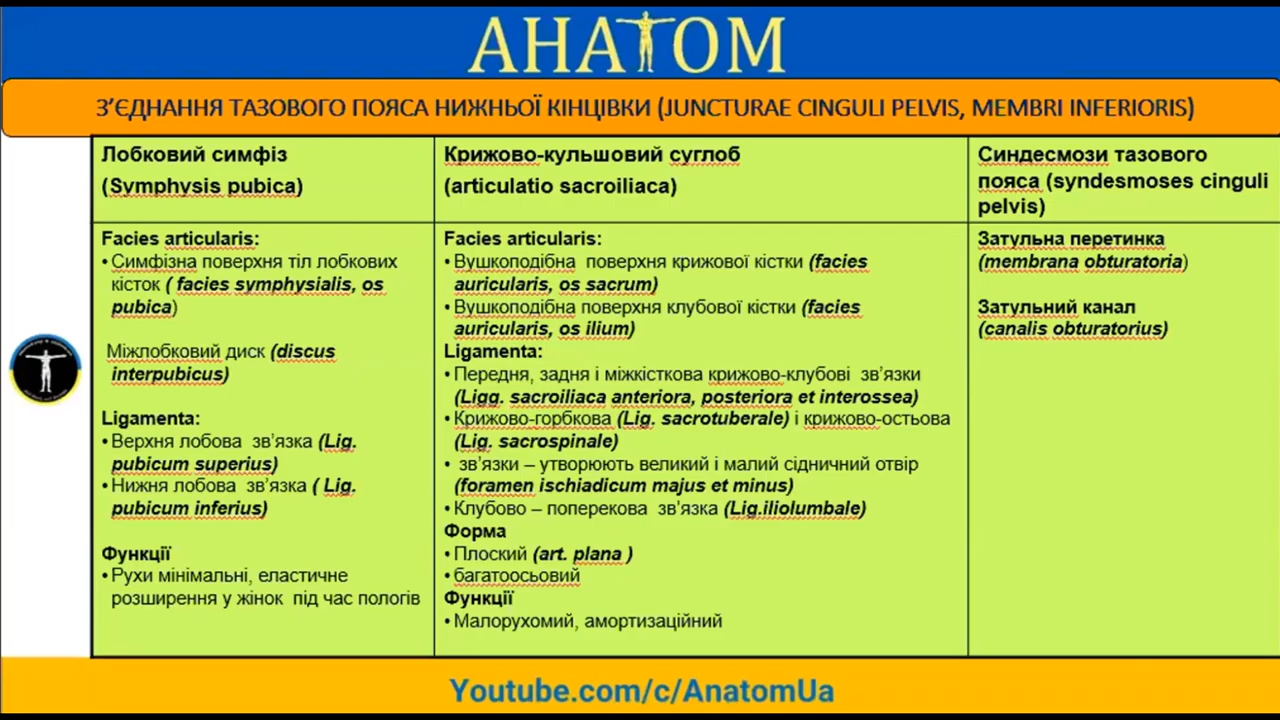 АНАТОМ
З’ЄДНАННЯ ТАЗОВОГО ПОЯСА НИЖНЬОЇ КІНЦІВКИ (JUNCTURAE CINGULI PELVIS, MEMBRI INFERIORIS)
Лобковий симфіз
(Symphysis pubica)
Facies articularis:
• Симфізна поверхня тіл лобкових
кісток ( facies symphysialis, os
pubica)
Міжлобковий диск (discus
interpubicus)
Ligamenta:
• Верхня лобова зв’язка (Lig.
pubicum superius)
• Нижня лобова зв’язка ( Lig.
pubicum inferius)
Функції
• Рухи мінімальні, еластичне
розширення у жінок під час пологів
Крижово-кульшовий суглоб
(articulatio sacroiliaca)
Facies articularis:
• Вушкоподібна поверхня крижової кістки (facies
auricularis, os sacrum)
• Вушкоподібна поверхня клубової кістки (facies
auricularis, os ilium)
Ligamenta:
• Передня, задня і міжкісткова крижово-клубові зв’язки
(Ligg. sacroiliaca anteriora, posteriora et interossea)
• Крижово-горбкова (Lig. sacrotuberale) і крижово-остьова
(Lig. sacrospinale)
• зв’язки – утворюють великий і малий сідничний отвір
(foramen ischiadicum majus et minus)
• Клубово – поперекова зв’язка (Lig.iliolumbale)
Форма
• Плоский (art. plana )
• багатоосьовий
Функції
• Малорухомий, амортизаційний
Синдесмози тазового
пояса (syndesmoses cinguli
pelvis)
Затульна перетинка
(membrana obturatoria)
Затульний канал
(canalis obturatorius)
Youtube.com/c/AnatomUa